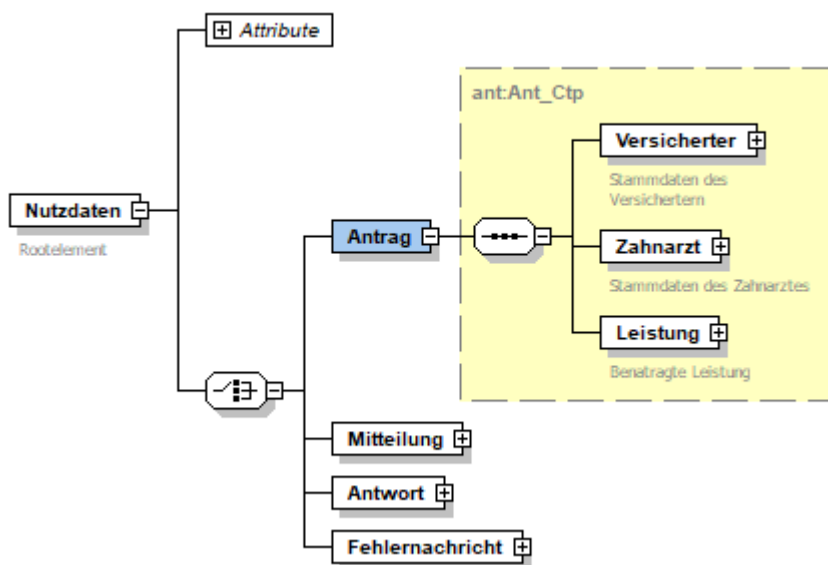 Attribute
ant:Ant_Ctp
Versicherter
Stammdaten des
Versichertern
Nutzdaten
Rootelement
Antrag
Zahnarzt
Stammdaten des Zahnarztes
Leistung
Benatragte Leistung
Mitteilung
Antwort
Fehlernachricht